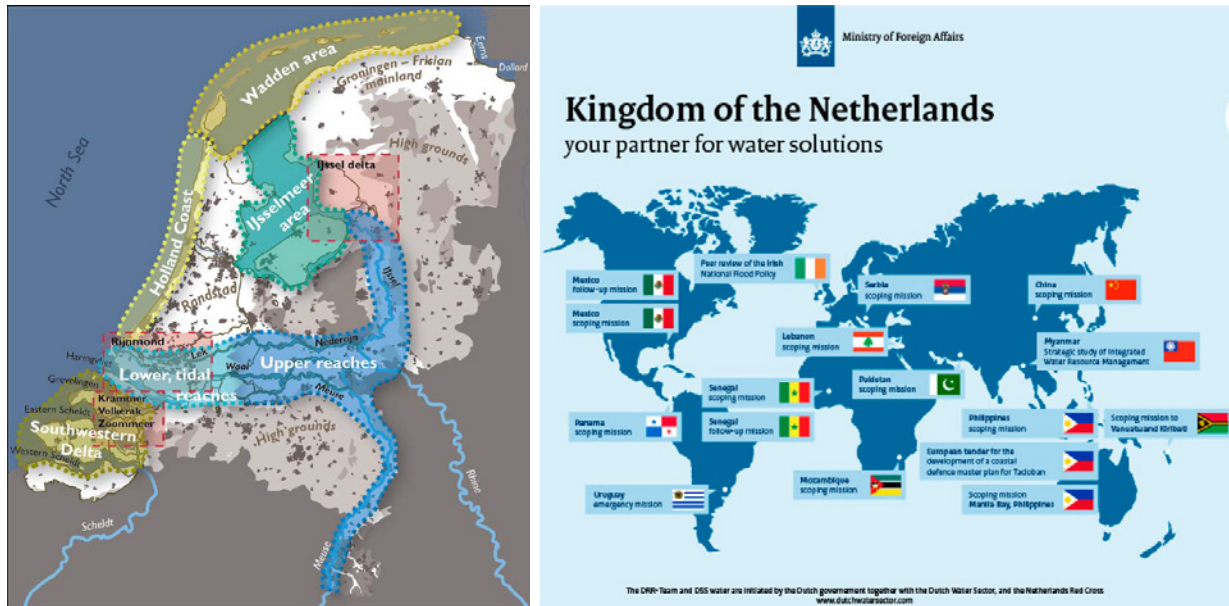 Wadden area
Eems
Dollard
Groningen – Frisian
mainland
North Sea
High grounds
IJssel delta
IJsselmeer
area
Holland Coast
Randstad
IJssel
Rijnmond
Lek
Nederrijn
Haringvliet
Waal
Upper reaches
Lower, tidal
reaches
Grevelingen
Meuse
Krammer
Volkerak
Zoommeer
Eastern Scheldt
Southwestern
Delta
High grounds
Western Scheldt
Rhine
Scheldt
Meuse
Ministry of Foreign Affairs
Kingdom of the Netherlands
your partner for water solutions
Peer review of the Irish
National Flood Policy
Mexico
follow-up mission
Serbia
scoping mission
China
scoping mission
Mexico
scoping mission
Lebanon
scoping mission
Myanmar
Strategic study of Integrated
Water Resource Management
Senegal
scoping mission
Pakistan
scoping mission
Panama
scoping mission
Senegal
follow-up mission
Philippines
scoping mission
Scoping mission to
Vanuatu and Kiribati
European tender for the
development of a coastal
defence master plan for Tacloban
Mozambique
scoping mission
Uruguay
emergency mission
Scoping mission
Manila Bay, Philippines
The DRR-Team and DSS water are initiated by the Dutch governement together with the Dutch Water Sector, and the Netherlands Red Cross
www.dutchwatersector.com